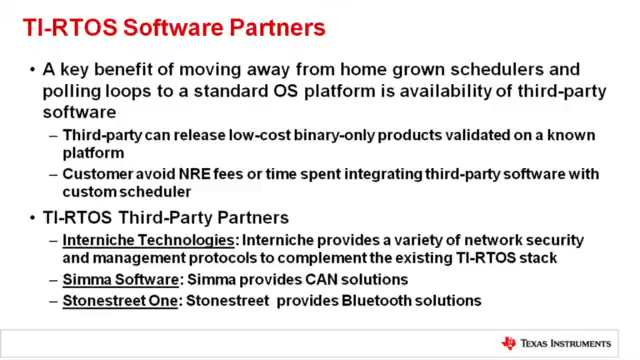 TI-RTOS Software Partners
• A key benefit of moving away from home grown schedulers and
polling loops to a standard OS platform is availability of third-party
software
– Third-party can release low-cost binary-only products validated on a known
platform
– Customer avoid NRE fees or time spent integrating third-party software with
custom scheduler
• TI-RTOS Third-Party Partners
– Interniche Technologies: Interniche provides a variety of network security
and management protocols to complement the existing TI-RTOS stack
– Simma Software: Simma provides CAN solutions
– Stonestreet One: Stonestreet provides Bluetooth solutions
TEXAS INSTRUMENTS